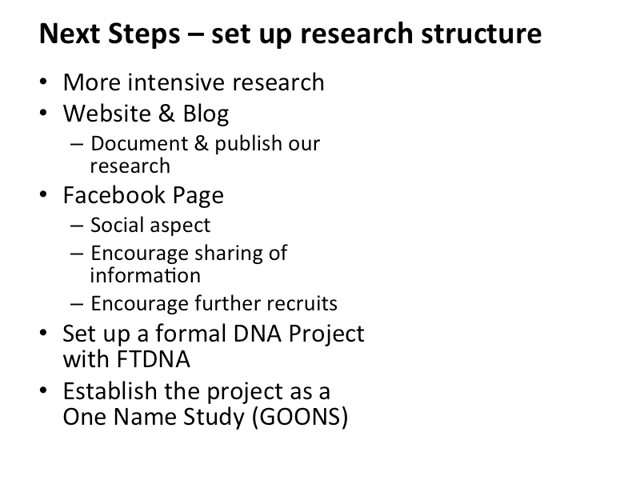 Next Steps – set up research structure
• More intensive research
• Website & Blog
– Document & publish our
research
• Facebook Page
– Social aspect
– Encourage sharing of
information
– Encourage further recruits
• Set up a formal DNA Project
with FTDNA
• Establish the project as a
One Name Study (GOONS)